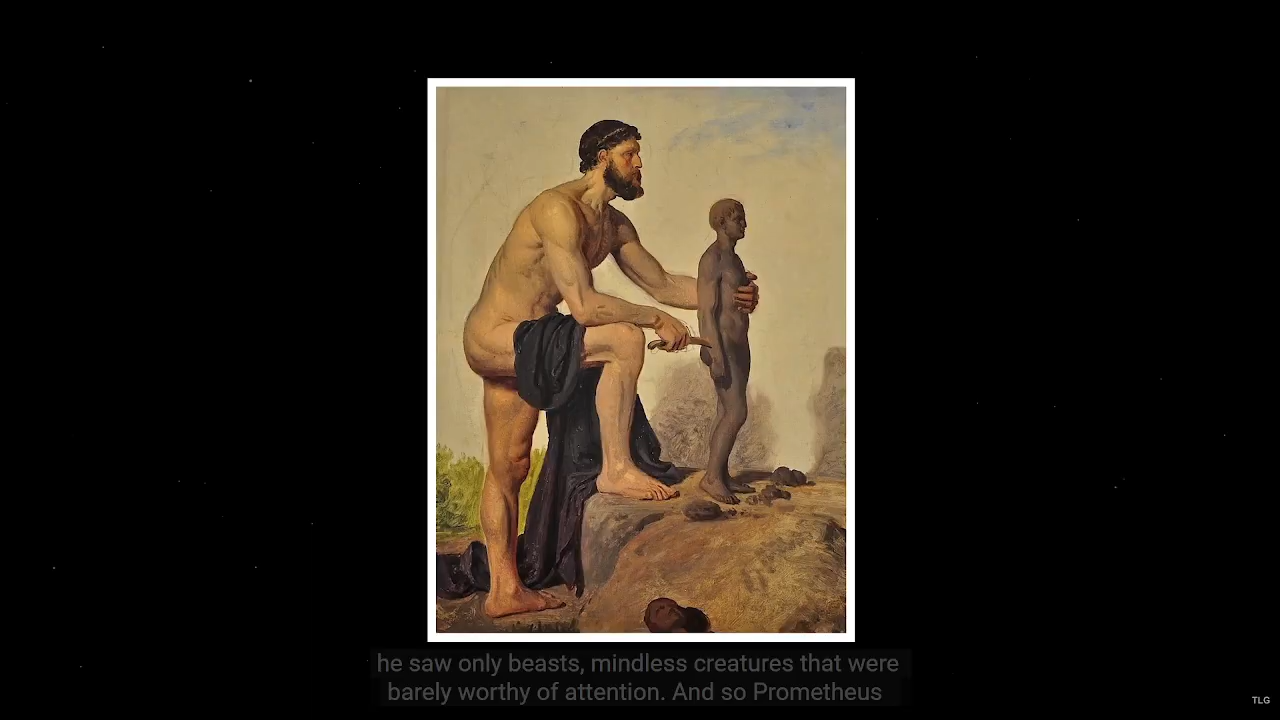 he saw only beasts, mindless creatures that were
barely worthy of attention. And so Prometheus
TLG